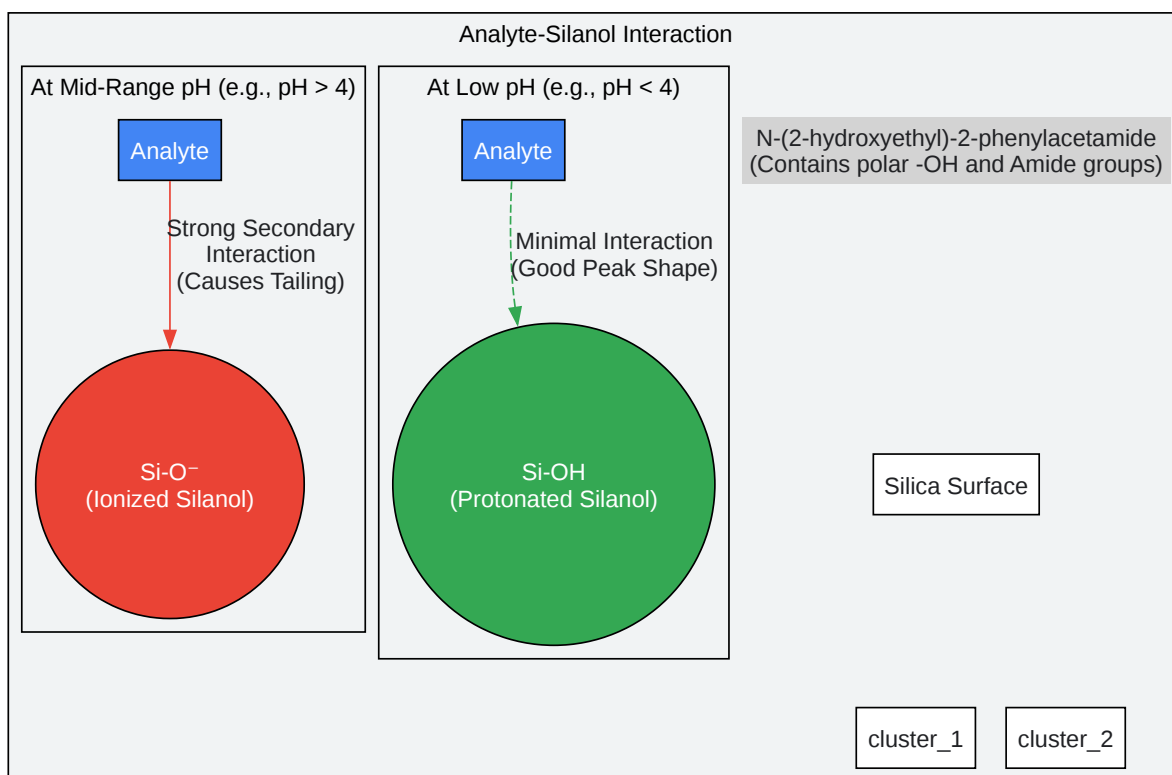 Analyte-Silanol Interaction
At Mid-Range pH (e.g., pH > 4)
Analyte
Strong Secondary
Interaction
(Causes Tailing)
Si-O⁻
(Ionized Silanol)
At Low pH (e.g., pH < 4)
Analyte
Minimal Interaction
(Good Peak Shape)
Si-OH
(Protonated Silanol)
N-(2-hydroxyethyl)-2-phenylacetamide
(Contains polar -OH and Amide groups)
Silica Surface
cluster_1
cluster_2